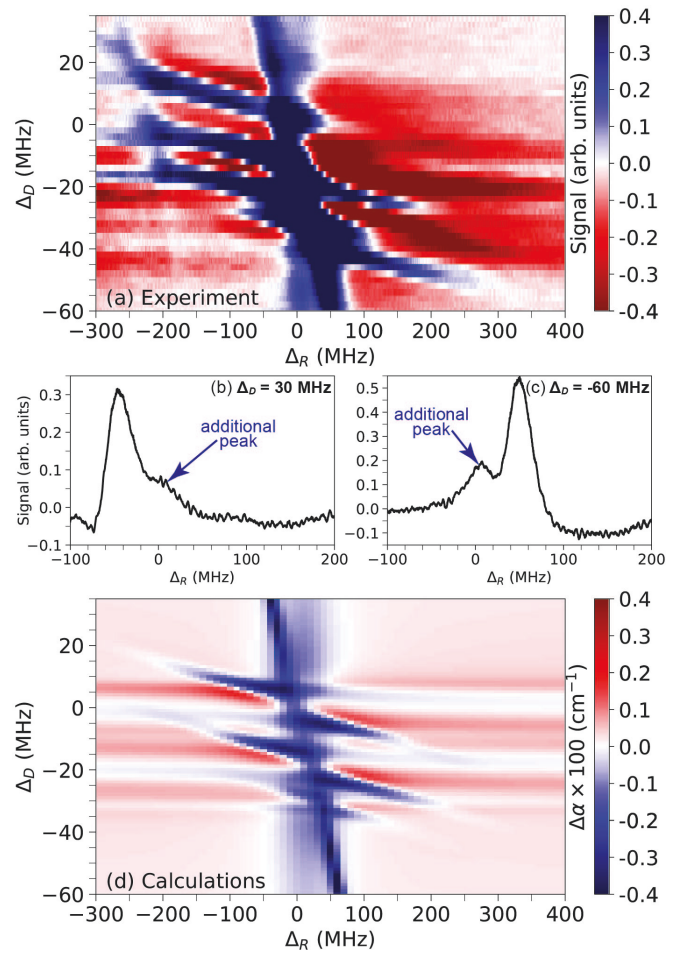 0.4
20
0.3
0.2
0
0.1
Δ_D (MHz)
0.0
Signal (arb. units)
−20
-0.1
-0.2
−40
-0.3
(a) Experiment
−60
-0.4
−300 −200 −100 0 100 200 300 400
Δ_R (MHz)
(b) Δ_D = 30 MHz
0.3
additional
peak
0.2
Signal (arb. units)
0.1
0.0
−0.1
−100 0 100 200
Δ_R (MHz)
(c) Δ_D = -60 MHz
0.5
additional
peak
0.4
0.3
0.2
0.1
0.0
−0.1
−100 0 100 200
Δ_R (MHz)
0.4
20
0.3
0.2
0
0.1
Δ_D (MHz)
0.0
Δα × 100 (cm⁻¹)
−20
-0.1
-0.2
−40
-0.3
(d) Calculations
−60
-0.4
−300 −200 −100 0 100 200 300 400
Δ_R (MHz)